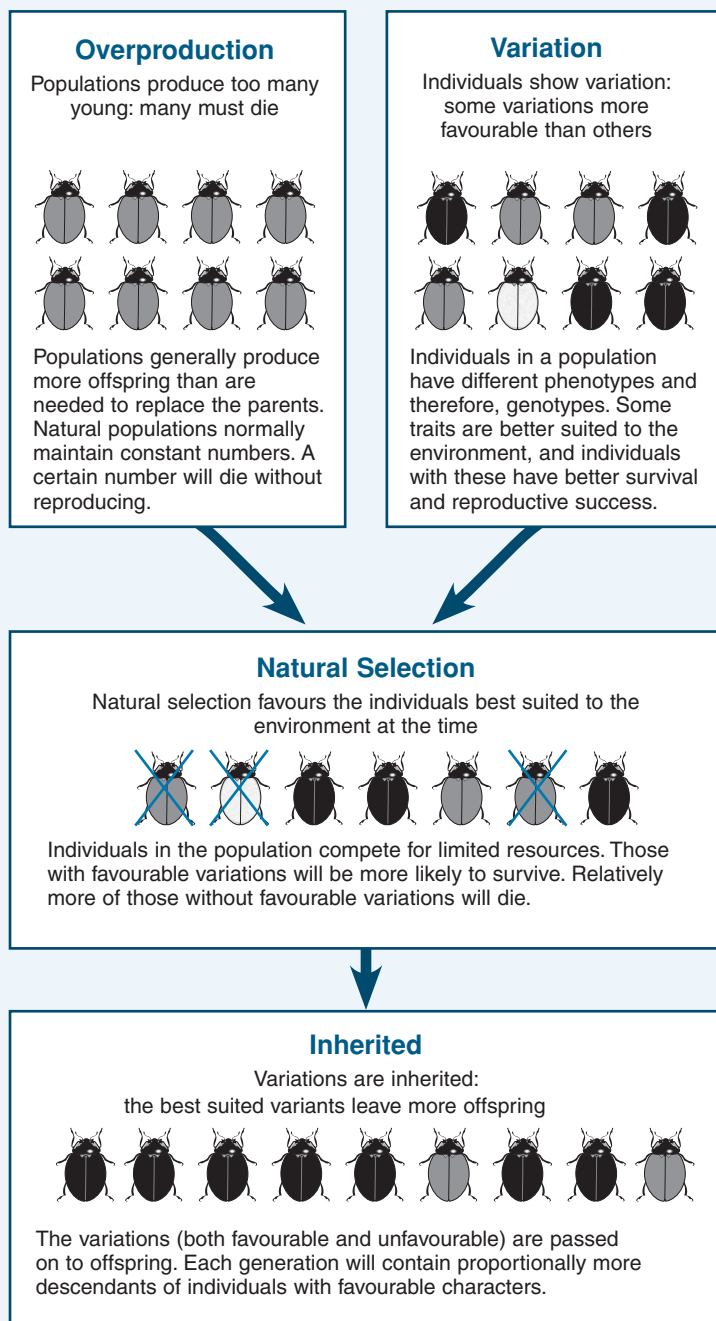 Overproduction
Populations produce too many
young: many must die
Populations generally produce
more offspring than are
needed to replace the parents.
Natural populations normally
maintain constant numbers. A
certain number will die without
reproducing.
Variation
Individuals show variation:
some variations more
favourable than others
Individuals in a population
have different phenotypes and
therefore, genotypes. Some
traits are better suited to the
environment, and individuals
with these have better survival
and reproductive success.
Natural Selection
Natural selection favours the individuals best suited to the
environment at the time
Individuals in the population compete for limited resources. Those
with favourable variations will be more likely to survive. Relatively
more of those without favourable variations will die.
Inherited
Variations are inherited:
the best suited variants leave more offspring
The variations (both favourable and unfavourable) are passed
on to offspring. Each generation will contain proportionally more
descendants of individuals with favourable characters.